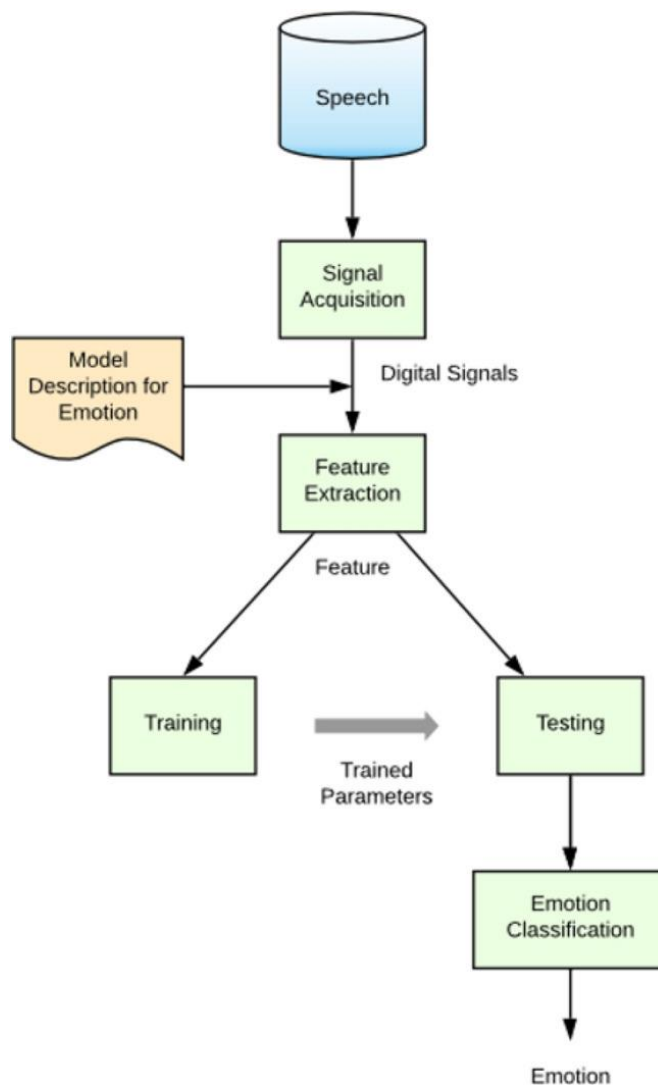 Speech
Signal
Acquisition
Model
Description for
Emotion
Digital Signals
Feature
Extraction
Feature
Training
Testing
Trained
Parameters
Emotion
Classification
Emotion